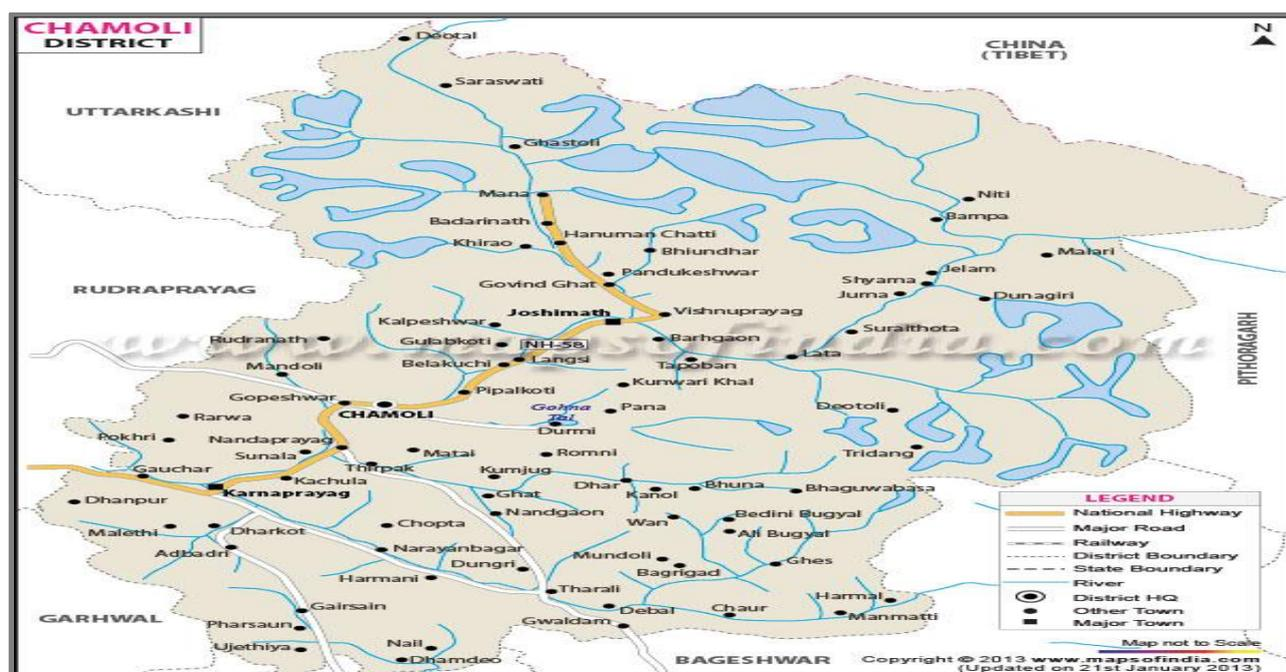 CHAMOLI
DISTRICT
N
CHINA
(TIBET)
Deotal
Saraswati
UTTARKASHI
Ghastoli
Mana
Niti
Badarinath
Bampa
Hanuman Chatti
Khirao
Bhiundhar
Malari
Pandukeshwar
Jelam
Shyama
Govind Ghat
RUDRAPRAYAG
Juma
Dunagiri
Joshimath
Vishnuprayag
Kalpeshwar
Suraithota
Rudranath
Gulabkoti
NH-58
Barhgaon
www.mapsofindia.com
PITHORAGARH
Langsi
Lata
Mandoli
Belakuchi
Tapoban
Kunwari Khal
Pipalkoti
Gopeshwar
CHAMOLI
Gohna
Tal
Pana
Deotoli
Rarwa
Durmi
Pokhri
Nandaprayag
Sunala
Matai
Romni
Tridang
Thirpak
Gauchar
Kachula
Kumjug
Dhar
Karnaprayag
Kanol
Bhuna
Bhaguwabasa
Dhanpur
Ghat
LEGEND
Nandgaon
National Highway
Malethi
Dharkot
Chopta
Wan
Bedini Bugyal
Major Road
Ali Bugyal
Railway
Adbadri
Narayanbagar
Mundoli
District Boundary
Dungri
Bagrigad
Ghes
State Boundary
Harmani
River
Tharali
Harmal
District HQ
Gairsain
Debal
Chaur
Manmatti
Other Town
GARHWAL
Pharsaun
Gwaldam
Major Town
Ujethiya
Nail
Map not to Scale
Dhamdeo
BAGESHWAR
Copyright © 2013 www.mapsofindia.com
(Updated on 21st January 2013)